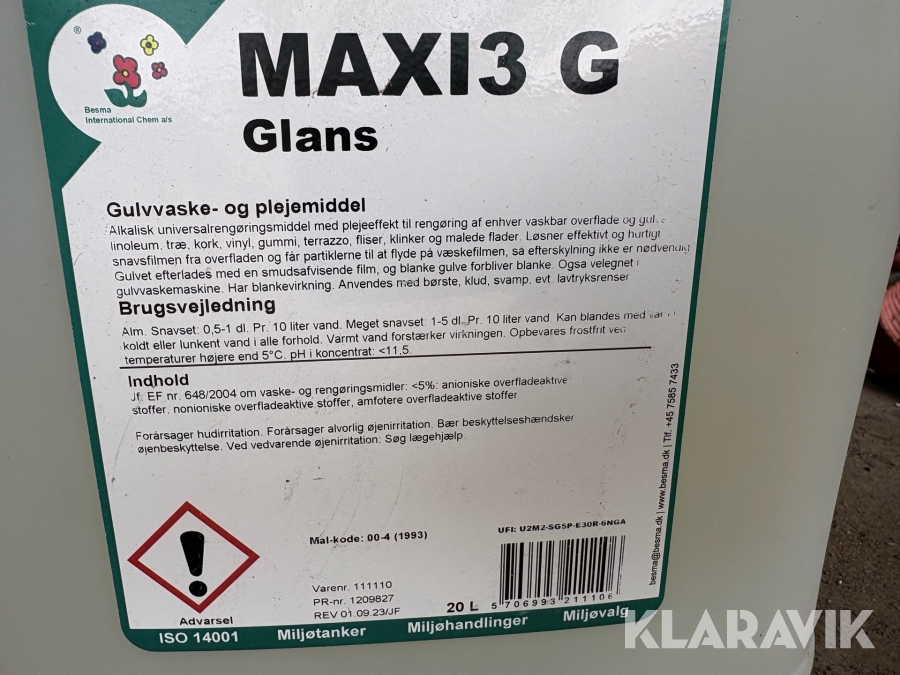 ®
Besma
International Chem a/s
MAXI3 G
Glans
Gulvvaske- og plejemiddel
Alkalisk universalrengøringsmiddel med plejeeffekt til rengøring af enhver vaskbar overflade og
linoleum, træ, kork, vinyl, gummi, terrazzo, fliser, klinker og malede flader. Løsner effektivt og hurtigt
snavsfilmen fra overfladen og får partiklerne til at flyde på væskefilmen, så efterskylning ikke er nødvendigt
Gulvet efterlades med en smudsafvisende film, og blanke gulve forbliver blanke. Også velegnet i
gulvvaskemaskine. Har blankevirkning. Anvendes med børste, klud, svamp, evt. lavtryksrenser
Brugsvejledning
Alm. Snavset: 0,5-1 dl. Pr. 10 liter vand. Meget snavset: 1-5 dl. Pr. 10 liter vand. Kan blandes med
koldt eller lunkent vand i alle forhold. Varmt vand forstærker virkningen. Opbevares frostfrit ved
temperaturer højere end 5°C. pH i koncentrat: <11,5
Indhold
Jf. EF nr. 648/2004 om vaske- og rengøringsmidler: <5%: anioniske overfladeaktive
stoffer, nonioniske overfladeaktive stoffer, amfotere overfladeaktive stoffer
Forårsager hudirritation. Forårsager alvorlig øjenirritation. Bær beskyttelseshændsker
øjenbeskyttelse. Ved vedvarende øjenirritation: Søg lægehjælp
besma@besma.dk | www.besma.dk | Tlf. +45 7585 7433
Mal-kode: 00-4 (1993)
UFI: U2M2-SG5P-E30R-6NGA
Varenr. 111110
PR-nr. 1209827
REV 01.09.23/JF
20 L
5 706993 211106
Advarsel
ISO 14001 Miljøtanker Miljøhandlinger Miljøvalg
KLARAVIK